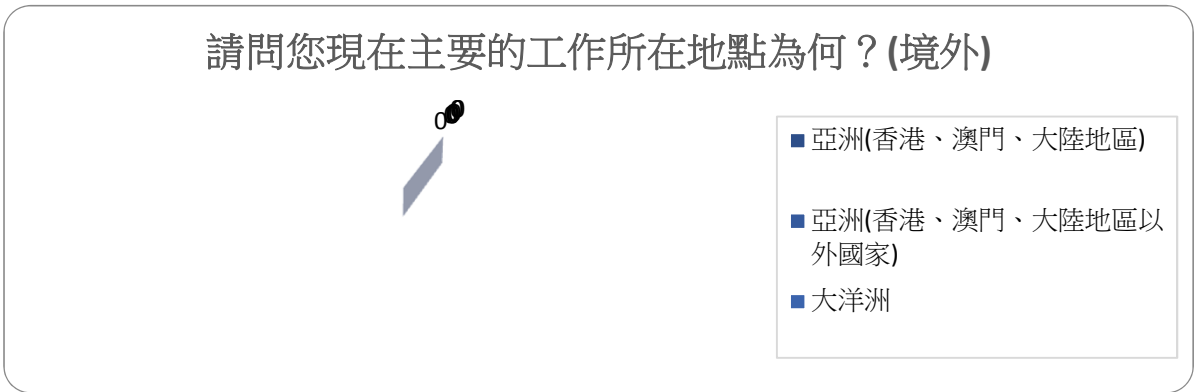 請問您現在主要的工作所在地點為何？(境外)
0
亞洲(香港、澳門、大陸地區)
亞洲(香港、澳門、大陸地區以
外國家)
大洋洲